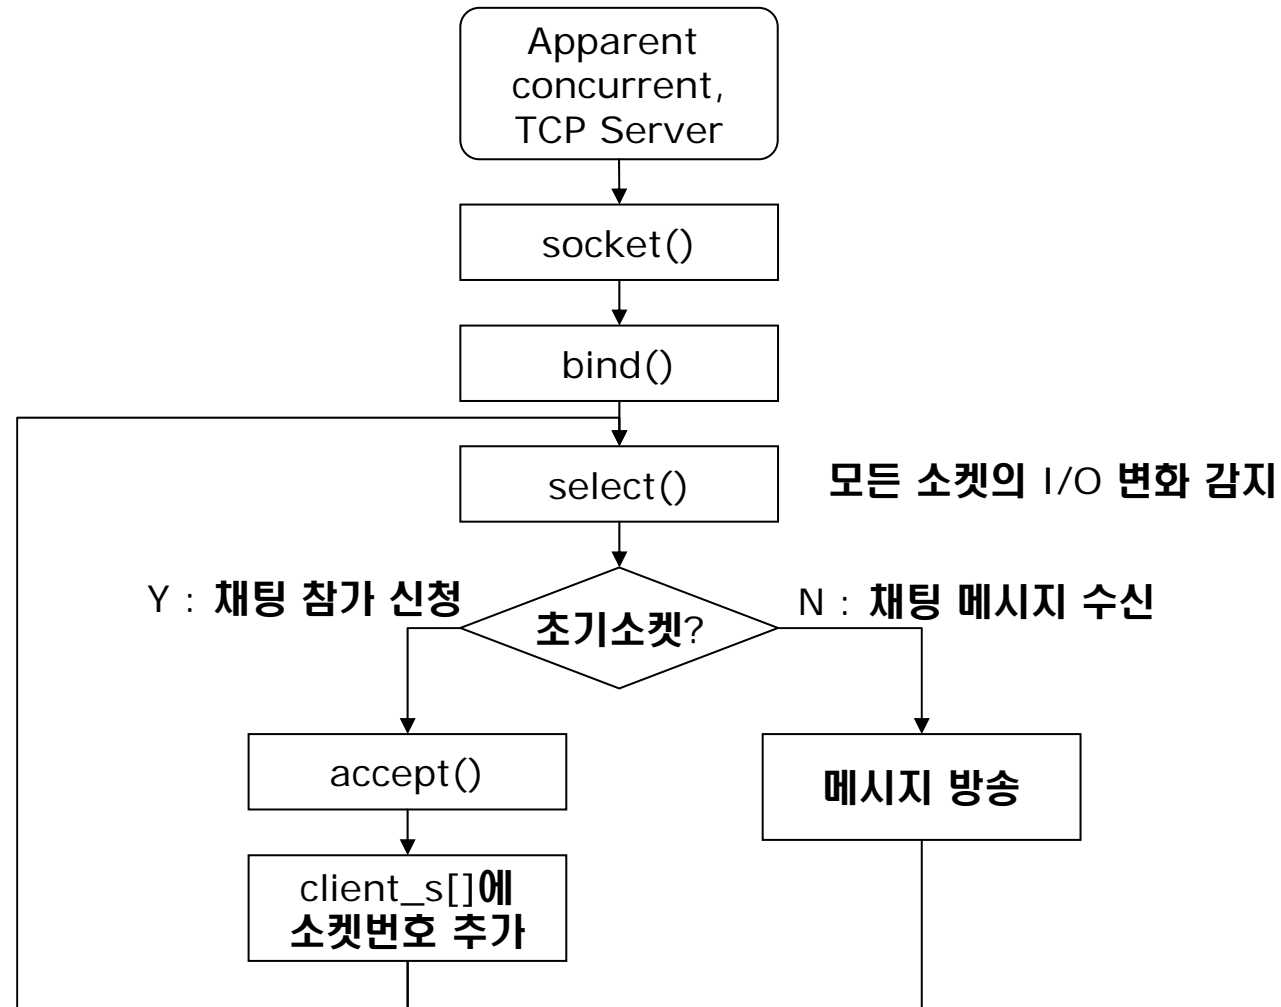 Apparent
concurrent,
TCP Server
socket()
bind()
select()
모든 소켓의 I/O 변화 감지
Y : 채팅 참가 신청
초기소켓?
N : 채팅 메시지 수신
accept()
메시지 방송
client_s[]에
소켓번호 추가